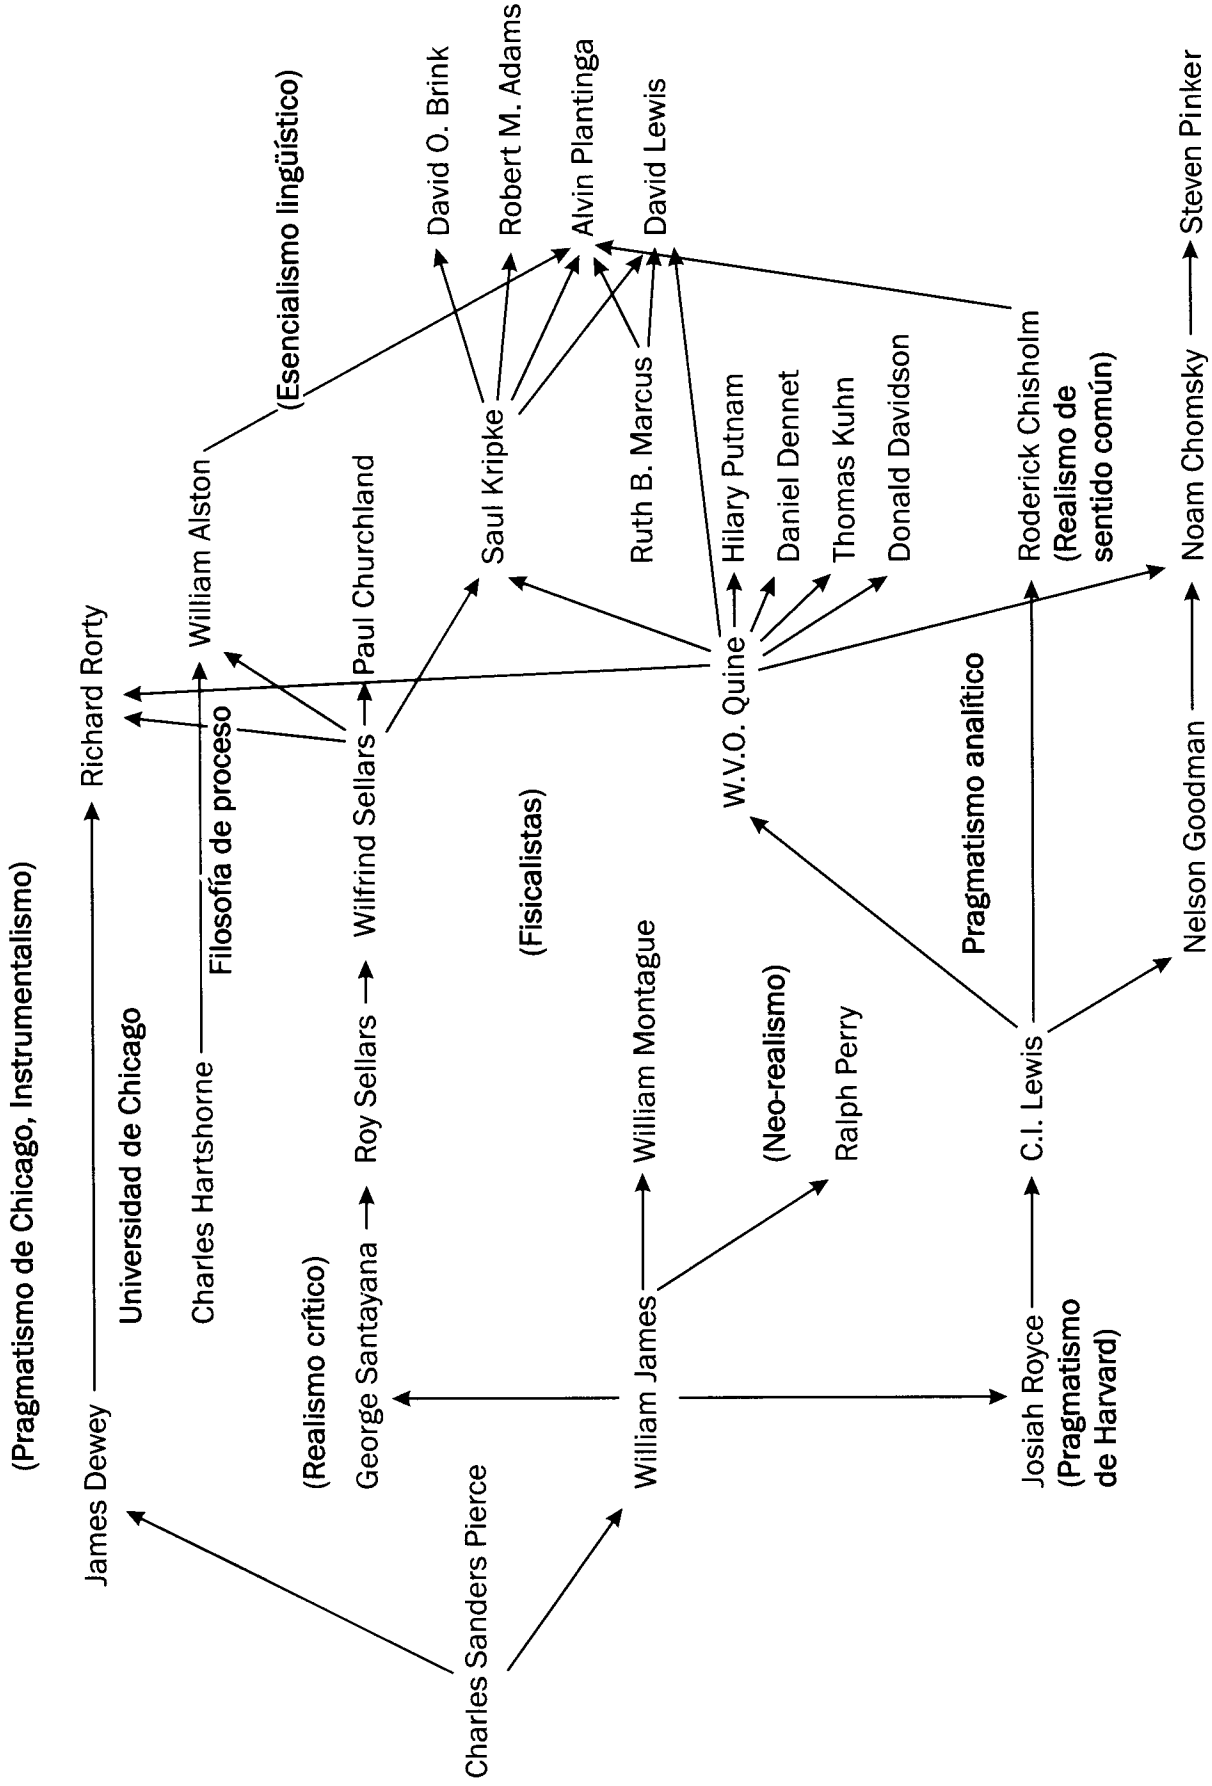 (Pragmatismo de Chicago, Instrumentalismo)
James Dewey
Richard Rorty
Universidad de Chicago
Charles Hartshorne
William Alston
Filosofía de proceso
(Esencialismo lingüístico)
(Realismo crítico)
George Santayana
Roy Sellars
Wilfrind Sellars
Paul Churchland
David O. Brink
Charles Sanders Pierce
Saul Kripke
Robert M. Adams
(Fisicalistas)
Alvin Plantinga
William James
William Montague
Ruth B. Marcus
David Lewis
W.V.O. Quine
Hilary Putnam
(Neo-realismo)
Daniel Dennet
Ralph Perry
Thomas Kuhn
Donald Davidson
Pragmatismo analítico
Josiah Royce
(Pragmatismo
de Harvard)
C.I. Lewis
Roderick Chisholm
(Realismo de
sentido común)
Nelson Goodman
Noam Chomsky
Steven Pinker